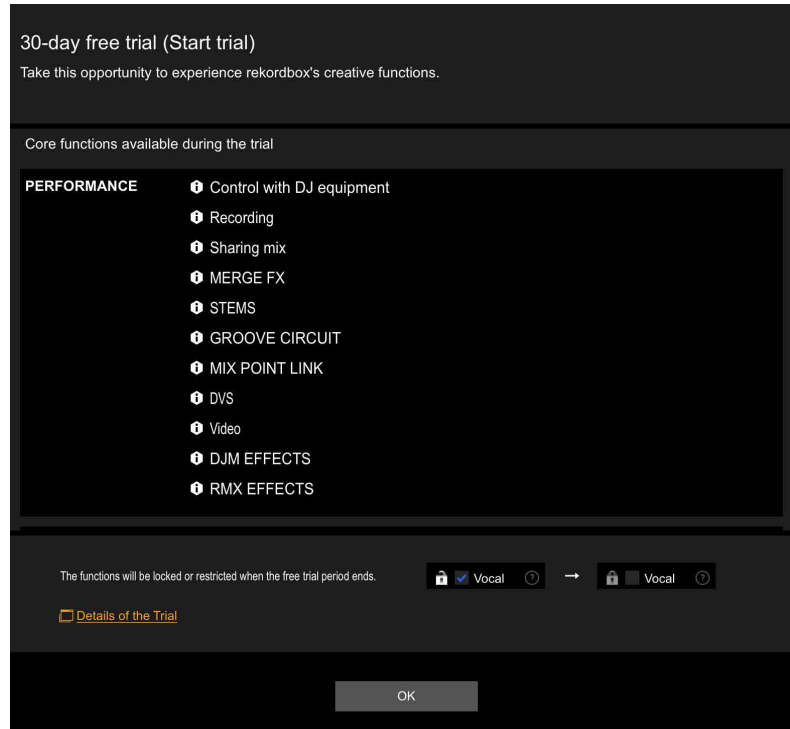 30-day free trial (Start trial)
Take this opportunity to experience rekordbox's creative functions.
Core functions available during the trial
PERFORMANCE
Control with DJ equipment
Recording
Sharing mix
MERGE FX
STEMS
GROOVE CIRCUIT
MIX POINT LINK
DVS
Video
DJM EFFECTS
RMX EFFECTS
The functions will be locked or restricted when the free trial period ends.
Vocal ? → Vocal ?
Details of the Trial
OK